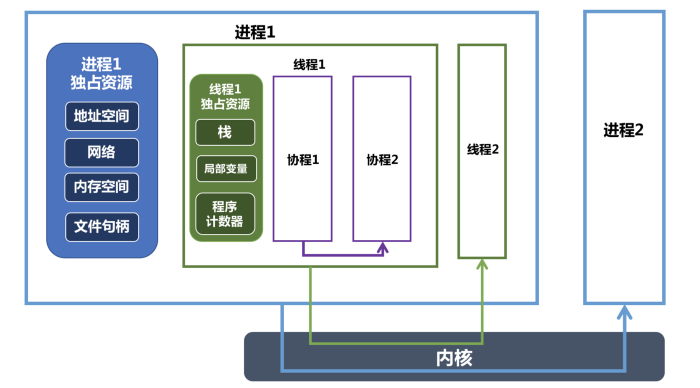 进程1
进程1
独占资源
地址空间
网络
内存空间
文件句柄
线程1
线程1
独占资源
栈
局部变量
程序
计数器
协程1
协程2
线程2
进程2
内核